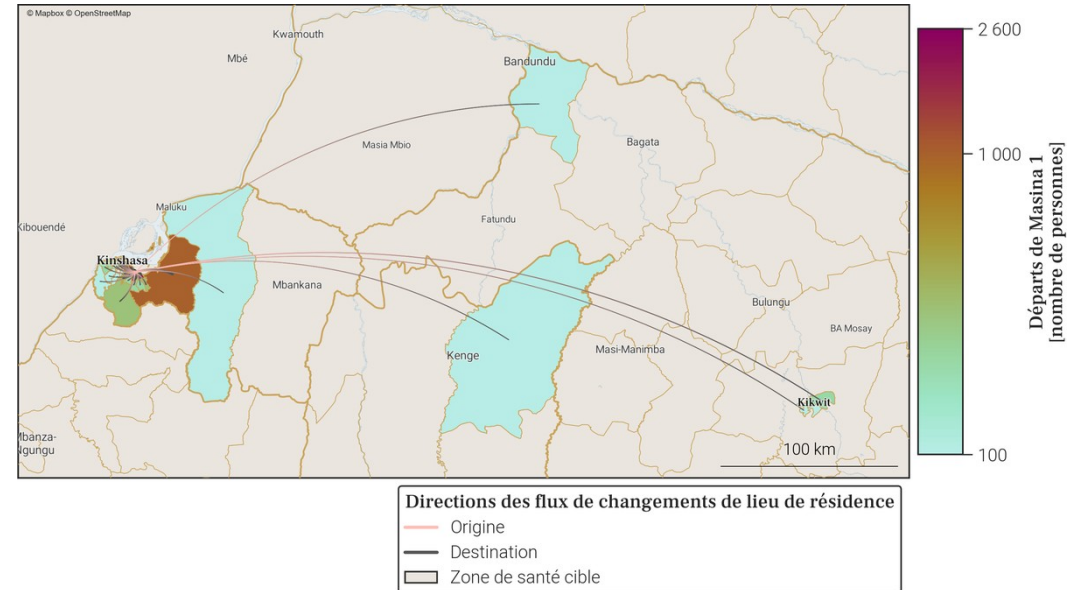 © Mapbox © OpenStreetMap
Kwamouth
Mbé
Bandundu
Masia Mbio
Bagata
Maluku
Kibouendé
Fatundu
Kinshasa
Mbankana
Bulungu
BA Mosay
Kenge
Masi-Manimba
Kikwit
Mbanza-
Ngungu
100 km
2 600
1 000
100
Départs de Masina 1
[nombre de personnes]
Directions des flux de changements de lieu de résidence
Origine
Destination
Zone de santé cible